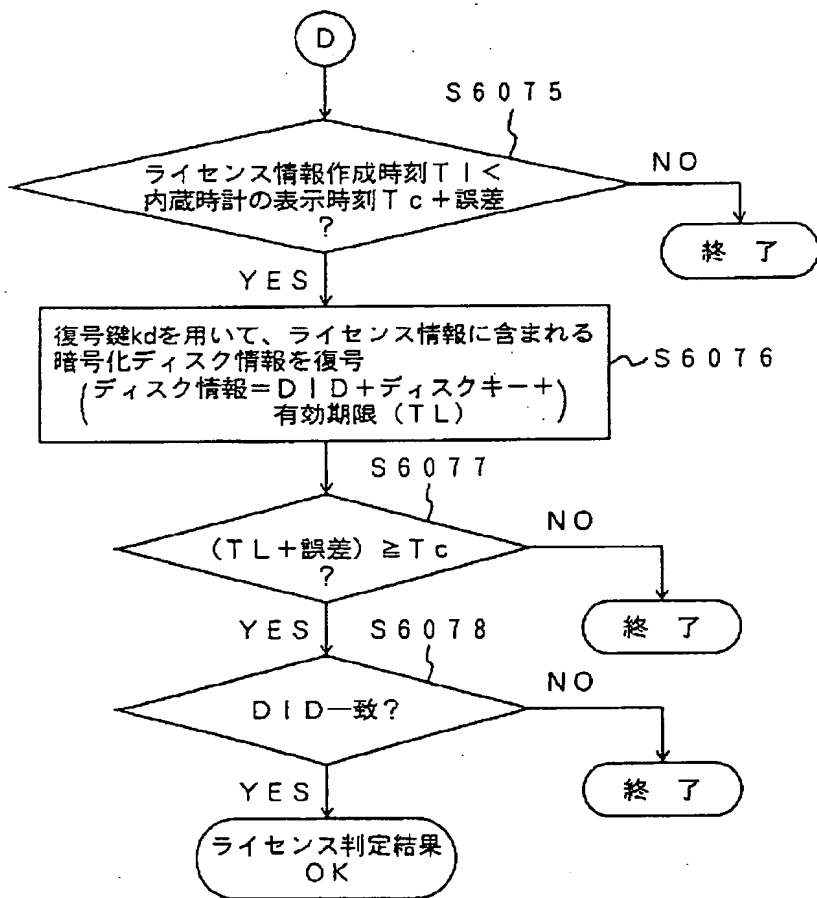 D
S6075
ライセンス情報作成時刻Tl<
内蔵時計の表示時刻Tc+誤差
?
NO
終 了
YES
復号鍵kdを用いて、ライセンス情報に含まれる
暗号化ディスク情報を復号
(ディスク情報=DID+ディスクキー+
有効期限(TL))
S6076
S6077
(TL+誤差)≧Tc
?
NO
終 了
YES
S6078
DID一致?
NO
終 了
YES
ライセンス判定結果
OK